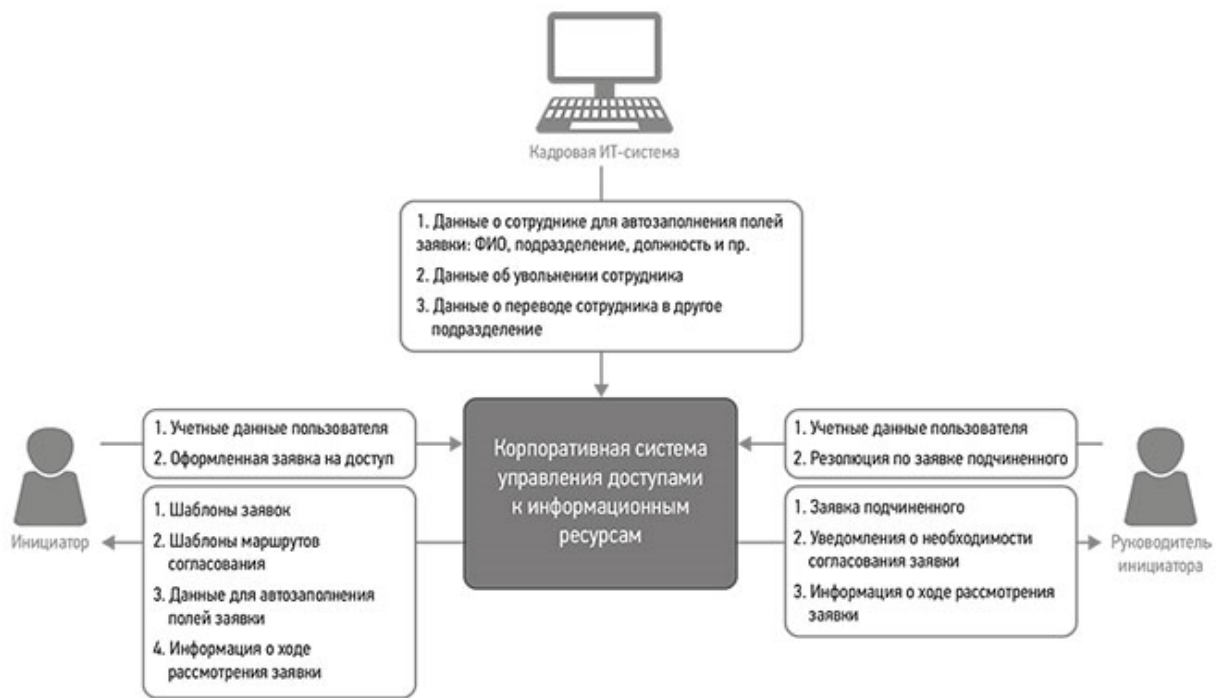 Кадровая ИТ-система
1. Данные о сотруднике для автозаполнения полей
заявки: ФИО, подразделение, должность и пр.
2. Данные об увольнении сотрудника
3. Данные о переводе сотрудника в другое
подразделение
1. Учетные данные пользователя
2. Оформленная заявка на доступ
Инициатор
1. Шаблоны заявок
2. Шаблоны маршрутов
согласования
3. Данные для автозаполнения
полей заявки
4. Информация о ходе
рассмотрения заявки
Корпоративная система
управления доступами
к информационным
ресурсам
1. Учетные данные пользователя
2. Резолюция по заявке подчиненного
1. Заявка подчиненного
2. Уведомления о необходимости
согласования заявки
3. Информация о ходе рассмотрения
заявки
Руководитель
инициатора